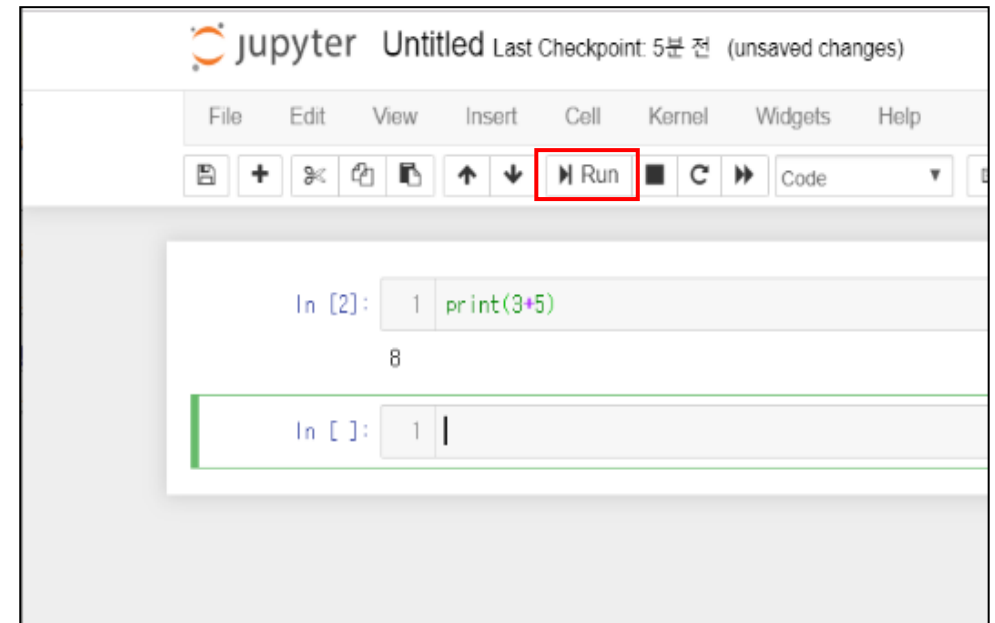 jupyter Untitled Last Checkpoint: 5분 전 (unsaved changes)
File Edit View Insert Cell Kernel Widgets Help
Run Code
In [2]: 1 print(3+5)
8
In [ ]: 1